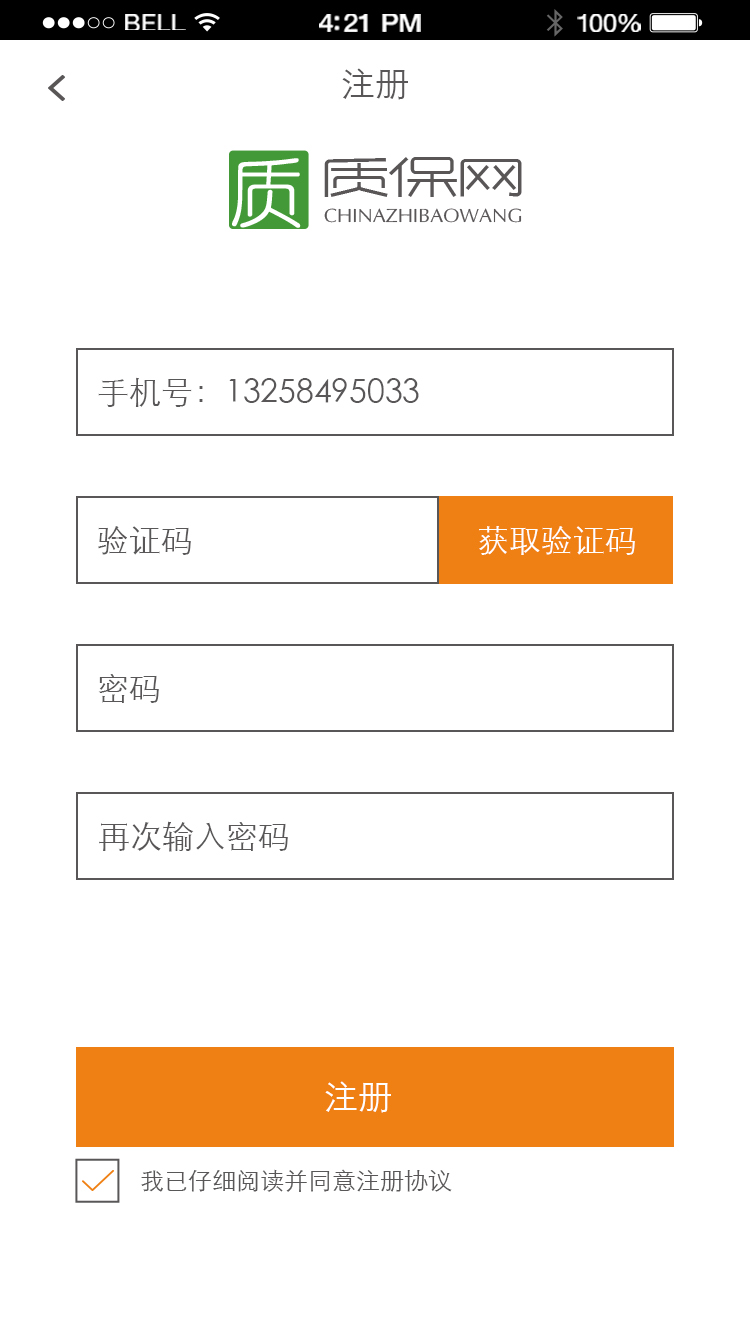 BELL 4:21 PM 100%
注册
质 质保网
CHINAZHIBAOWANG
手机号：13258495033
验证码 获取验证码
密码
再次输入密码
注册
我已仔细阅读并同意注册协议